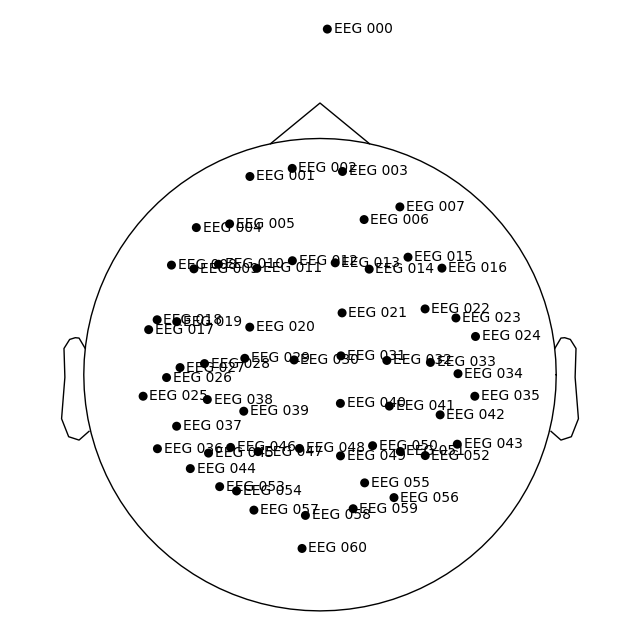 EEG 000
EEG 001
EEG 002
EEG 003
EEG 004
EEG 005
EEG 006
EEG 007
EEG 008
EEG 009
EEG 010
EEG 011
EEG 012
EEG 013
EEG 014
EEG 015
EEG 016
EEG 017
EEG 018
EEG 019
EEG 020
EEG 021
EEG 022
EEG 023
EEG 024
EEG 025
EEG 026
EEG 027
EEG 028
EEG 029
EEG 030
EEG 031
EEG 032
EEG 033
EEG 034
EEG 035
EEG 036
EEG 037
EEG 038
EEG 039
EEG 040
EEG 041
EEG 042
EEG 043
EEG 044
EEG 045
EEG 046
EEG 047
EEG 048
EEG 049
EEG 050
EEG 051
EEG 052
EEG 053
EEG 054
EEG 055
EEG 056
EEG 057
EEG 058
EEG 059
EEG 060